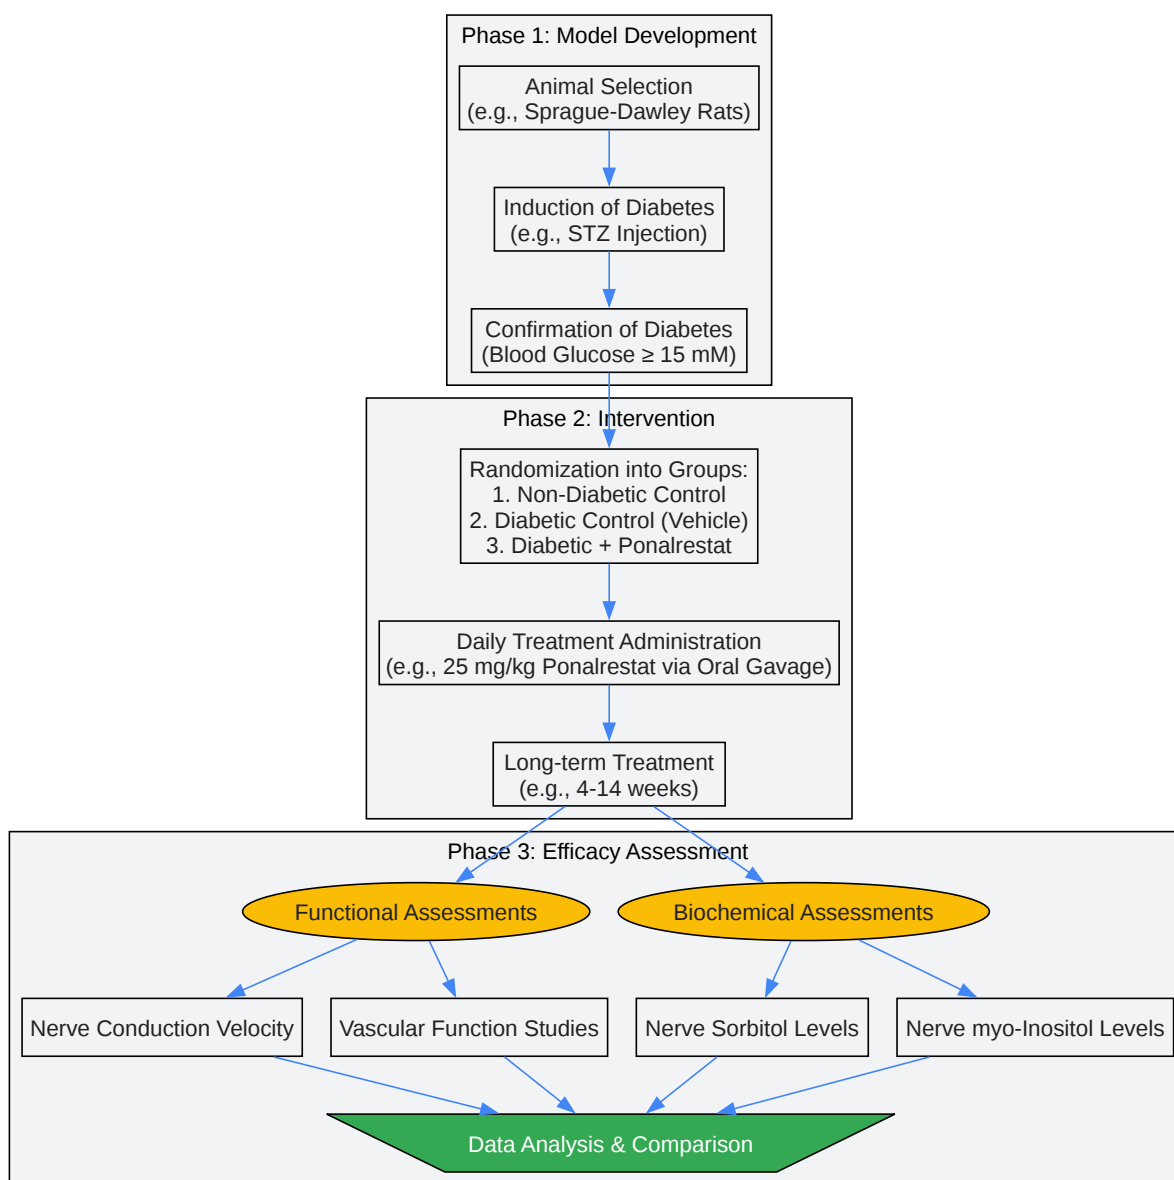 Phase 1: Model Development
Animal Selection
(e.g., Sprague-Dawley Rats)
Induction of Diabetes
(e.g., STZ Injection)
Confirmation of Diabetes
(Blood Glucose ≥ 15 mM)
Phase 2: Intervention
Randomization into Groups:
1. Non-Diabetic Control
2. Diabetic Control (Vehicle)
3. Diabetic + Ponalrestat
Daily Treatment Administration
(e.g., 25 mg/kg Ponalrestat via Oral Gavage)
Long-term Treatment
(e.g., 4-14 weeks)
Phase 3: Efficacy Assessment
Functional Assessments
Biochemical Assessments
Nerve Conduction Velocity
Vascular Function Studies
Nerve Sorbitol Levels
Nerve myo-Inositol Levels
Data Analysis & Comparison